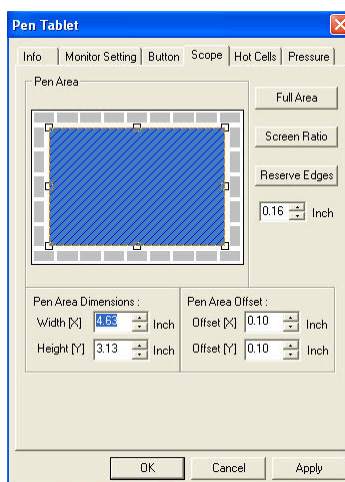 Pen Tablet
Info Monitor Setting Button Scope Hot Cells Pressure
Pen Area
Full Area
Screen Ratio
Reserve Edges
0.16 Inch
Pen Area Dimensions :
Width [X] 4.63 Inch
Height [Y] 3.13 Inch
Pen Area Offset :
Offset [X] 0.10 Inch
Offset [Y] 0.10 Inch
OK Cancel Apply